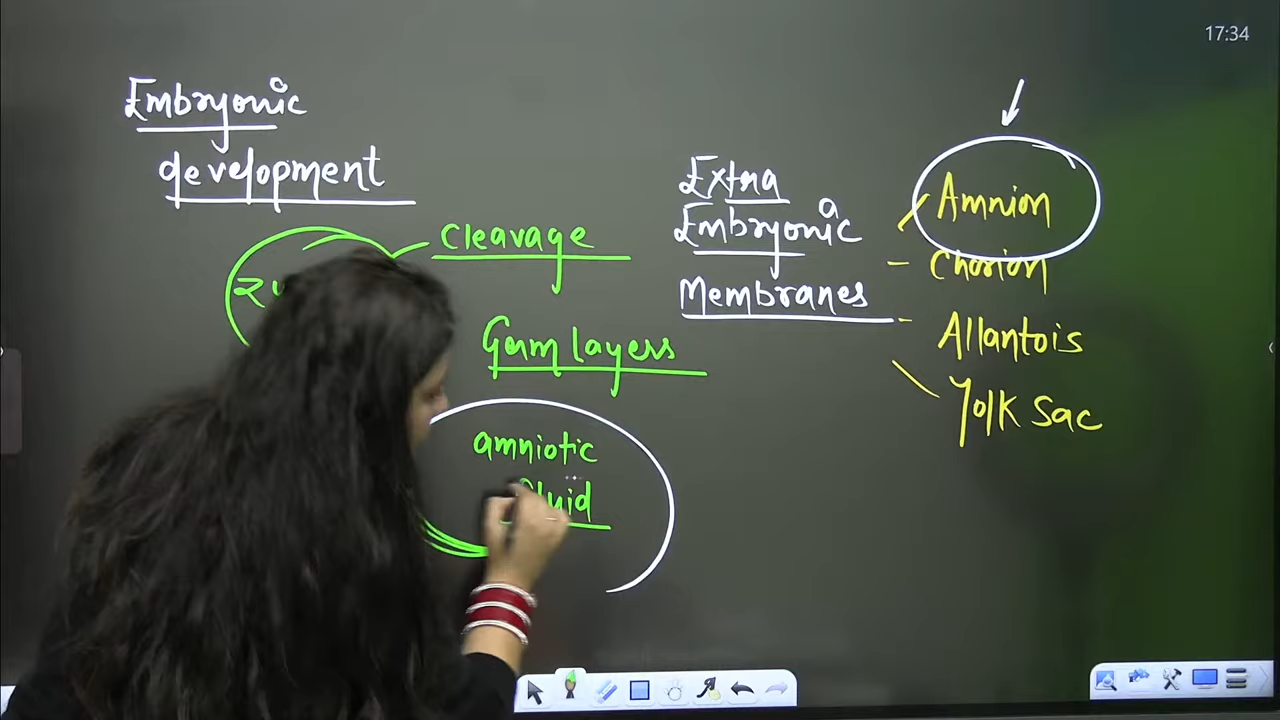 17:34
Embryonic
development
Cleavage
Germ layers
amniotic
fluid
Extra
Embryonic
Membranes
Amnion
Chorion
Allantois
Yolk sac